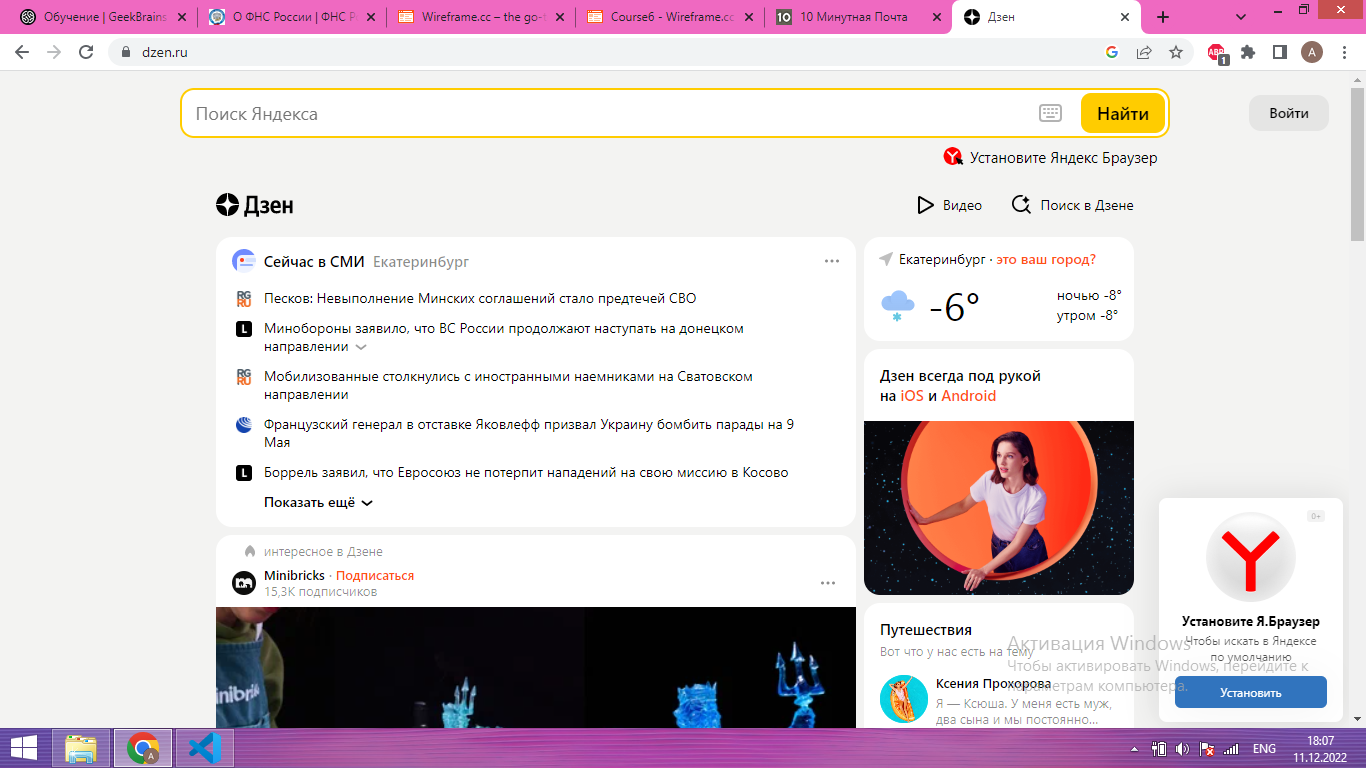 Обучение | GeekBrains
О ФНС России | ФНС Р
Wireframe.cc – the go-t
Course6 - Wireframe.cc
10
10 Минутная Почта
Дзен
dzen.ru
ABP
1
A
Поиск Яндекса
Найти
Войти
Установите Яндекс Браузер
Дзен
Видео
Поиск в Дзене
Сейчас в СМИ Екатеринбург
Песков: Невыполнение Минских соглашений стало предтечей СВО
Минобороны заявило, что ВС России продолжают наступать на донецком
направлении
Мобилизованные столкнулись с иностранными наемниками на Сватовском
направлении
Французский генерал в отставке Яковлефф призвал Украину бомбить парады на 9
Мая
Боррель заявил, что Евросоюз не потерпит нападений на свою миссию в Косово
Показать ещё
интересное в Дзене
Minibricks · Подписаться
15,3K подписчиков
Екатеринбург · это ваш город?
-6°
ночью -8°
утром -8°
Дзен всегда под рукой
на iOS и Android
Путешествия
Вот что у нас есть на тему
Ксения Прохорова
Я — Ксюша. У меня есть муж,
два сына и мы постоянно...
0+
Установите Я.Браузер
Чтобы искать в Яндексе
по умолчанию
Установить
Активация Windows
Чтобы активировать Windows, перейдите к
параметрам компьютера.
ENG
18:07
11.12.2022